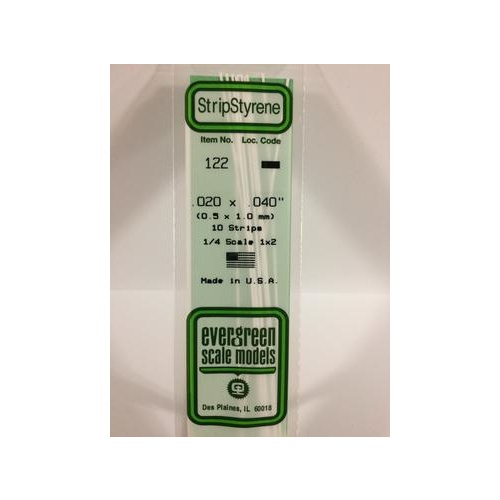 StripStyrene
Item No. Loc. Code
122
.020 x .040"
(0.5 x 1.0 mm)
10 Strips
1/4 Scale 1x2
Made in U.S.A.
evergreen
scale models
Des Plaines, IL 60018